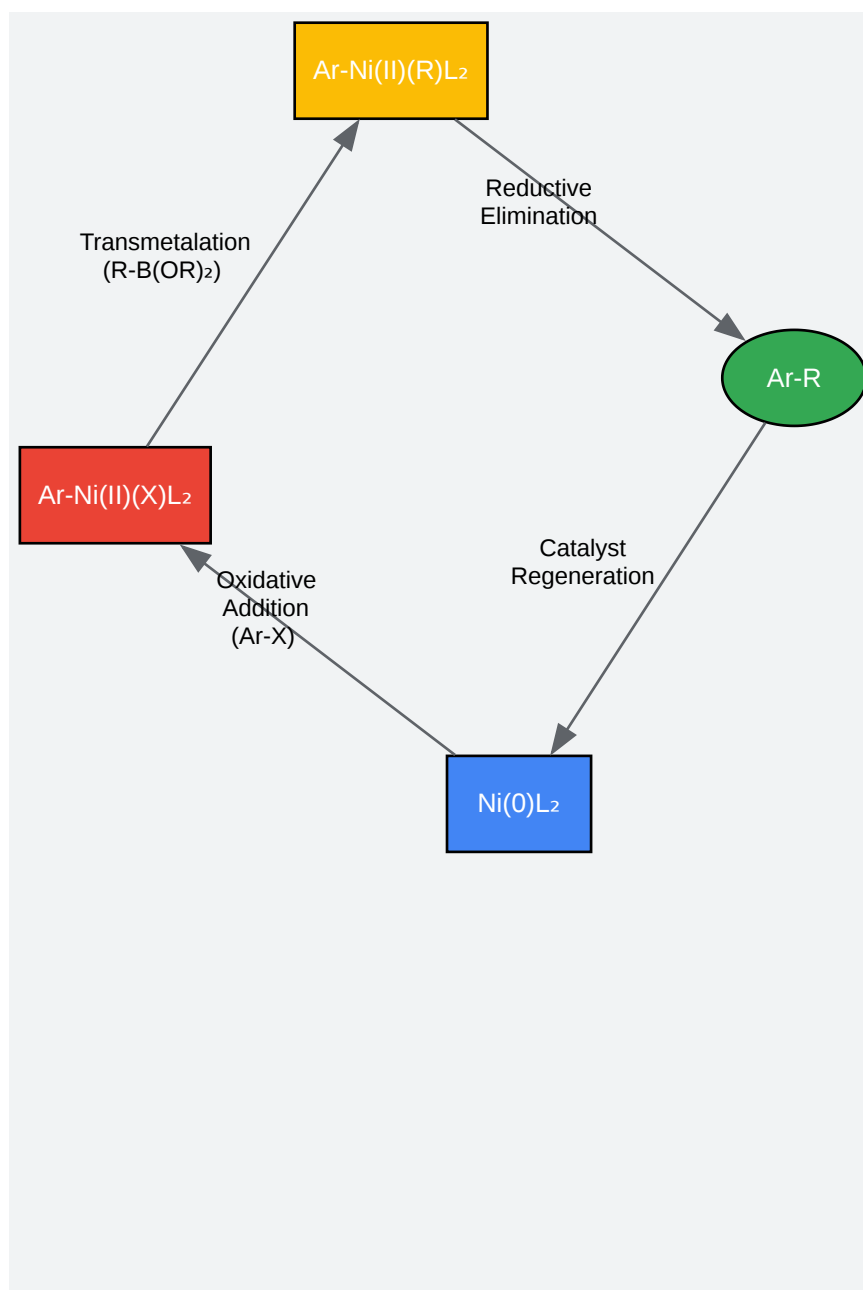 Ar-Ni(II)(R)L₂
Reductive
Elimination
Transmetalation
(R-B(OR)₂)
Ar-R
Ar-Ni(II)(X)L₂
Catalyst
Regeneration
Oxidative
Addition
(Ar-X)
Ni(0)L₂